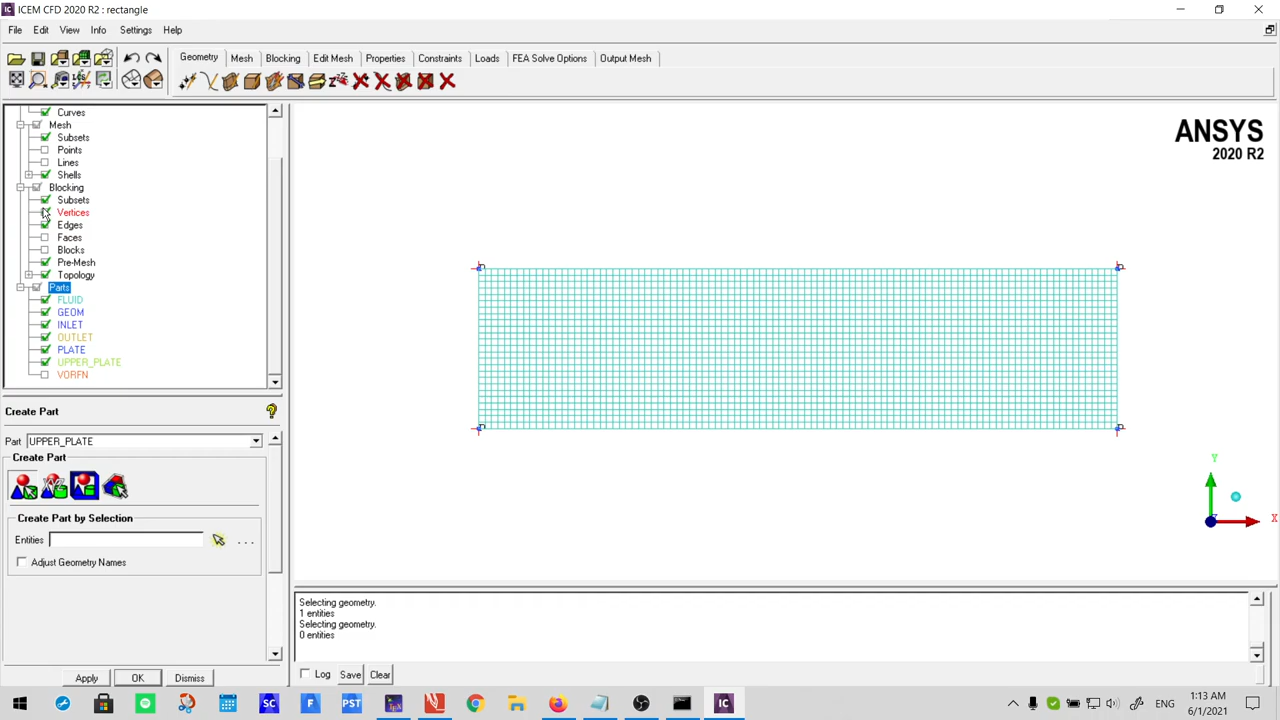 ICEM CFD 2020 R2 : rectangle
File Edit View Info Settings Help
Geometry Mesh Blocking Edit Mesh Properties Constraints Loads FEA Solve Options Output Mesh
Curves
Mesh
Subsets
Points
Lines
Shells
Blocking
Subsets
Vertices
Edges
Faces
Blocks
Pre-Mesh
Topology
Parts
FLUID
GEOM
INLET
OUTLET
PLATE
UPPER_PLATE
VORFN
ANSYS
2020 R2
Create Part
Part UPPER_PLATE
Create Part
Create Part by Selection
Entities
...
Adjust Geometry Names
Apply OK Dismiss
Y
X
Selecting geometry.
1 entities
Selecting geometry.
0 entities
Log Save Clear
SC F PST IC
ENG
1:13 AM
6/1/2021